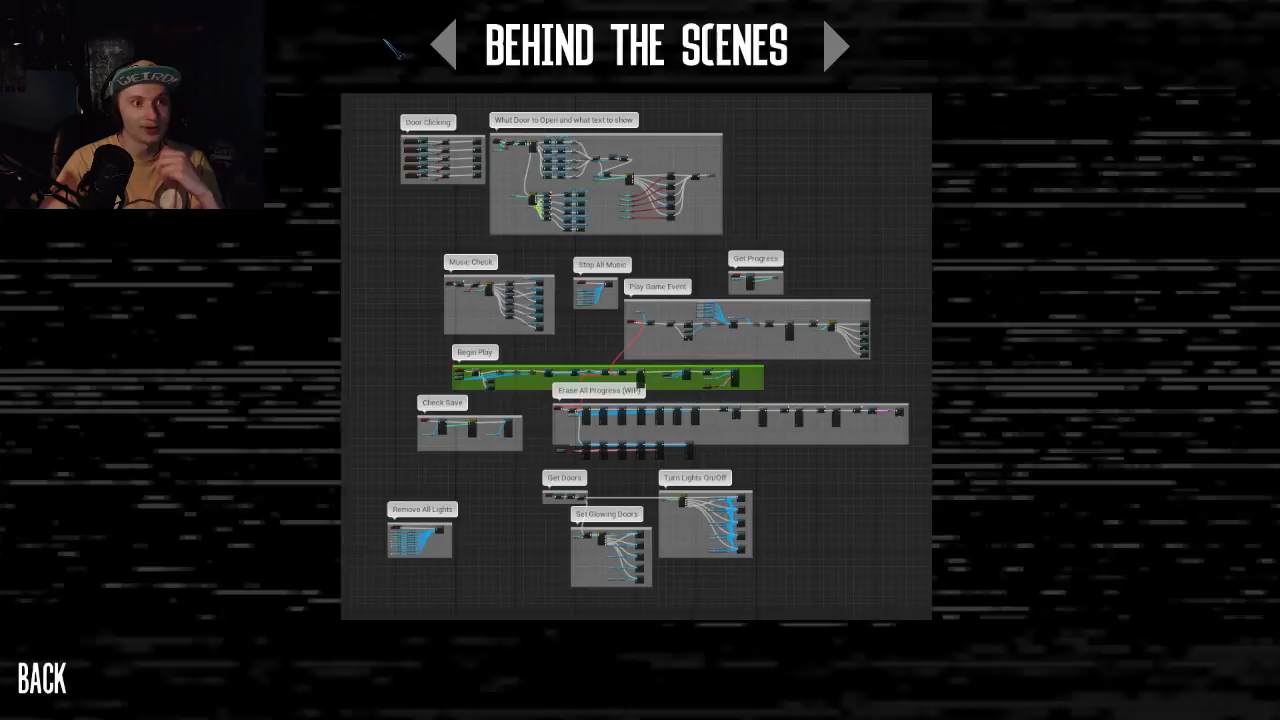 BEHIND THE SCENES
WEIRDO
Door Clicking
What Door to Open and what text to show
Music Check
Stop All Music
Get Progress
Play Game Event
Begin Play
Erase All Progress (WIP)
Check Save
Get Doors
Turn Lights On/Off
Remove All Lights
Set Glowing Doors
BACK